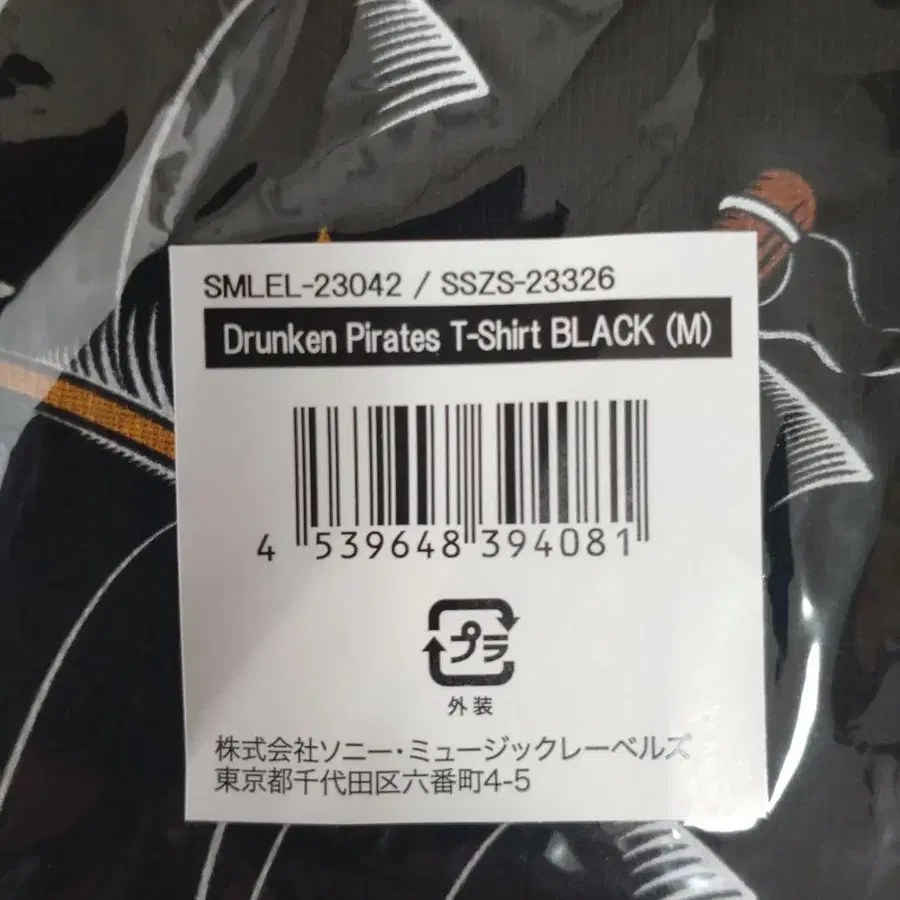 SMLEL-23042 / SSZS-23326
Drunken Pirates T-Shirt BLACK (M)
4 539648 394081
プラ
外装
株式会社ソニー・ミュージックレーベルズ
東京都千代田区六番町4-5